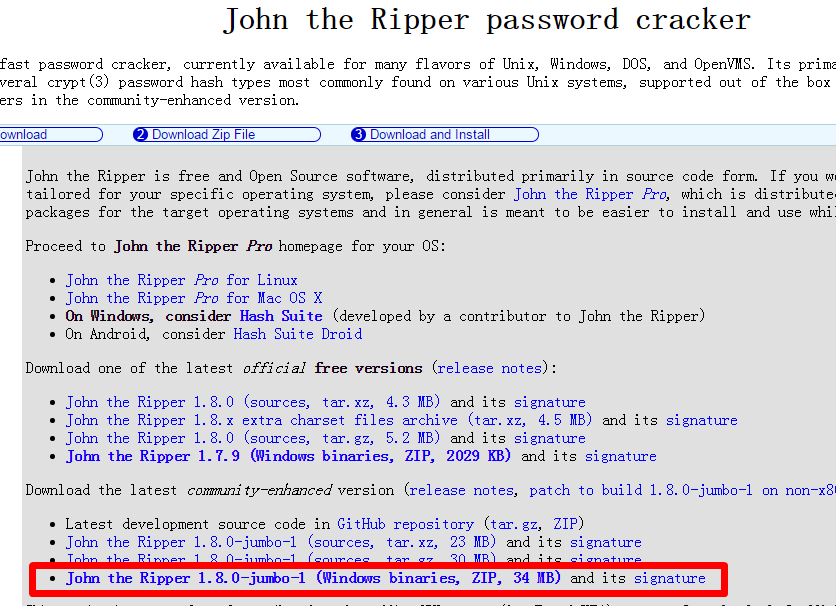 John the Ripper password cracker
fast password cracker, currently available for many flavors of Unix, Windows, DOS, and OpenVMS. Its
crypt(3) password hash types most commonly found on various Unix systems, supported out of the box
in the community-enhanced version.
2 Download Zip File
3 Download and Install
John the Ripper is free and Open Source software, distributed primarily in source code form. If you
tailored for your specific operating system, please consider John the Ripper Pro, which is
packages for the target operating systems and in general is meant to be easier to install and use
Proceed to John the Ripper Pro homepage for your OS:
• John the Ripper Pro for Linux
• John the Ripper Pro for Mac OS X
• On Windows, consider Hash Suite (developed by a contributor to John the Ripper)
• On Android, consider Hash Suite Droid
Download one of the latest official free versions (release notes):
• John the Ripper 1.8.0 (sources, tar.xz, 4.3 MB) and its signature
• John the Ripper 1.8.x extra charset files archive (tar.xz, 4.5 MB) and its signature
• John the Ripper 1.8.0 (sources, tar.gz, 5.2 MB) and its signature
• John the Ripper 1.7.9 (Windows binaries, ZIP, 2029 KB) and its signature
Download the latest community-enhanced version (release notes, patch to build 1.8.0-jumbo-1 on
• Latest development source code in GitHub repository (tar.gz, ZIP)
• John the Ripper 1.8.0-jumbo-1 (sources, tar.xz, 23 MB) and its signature
• John the Ripper 1.8.0-jumbo-1 (sources, tar.gz, 30 MB) and its signature
• John the Ripper 1.8.0-jumbo-1 (Windows binaries, ZIP, 34 MB) and its signature